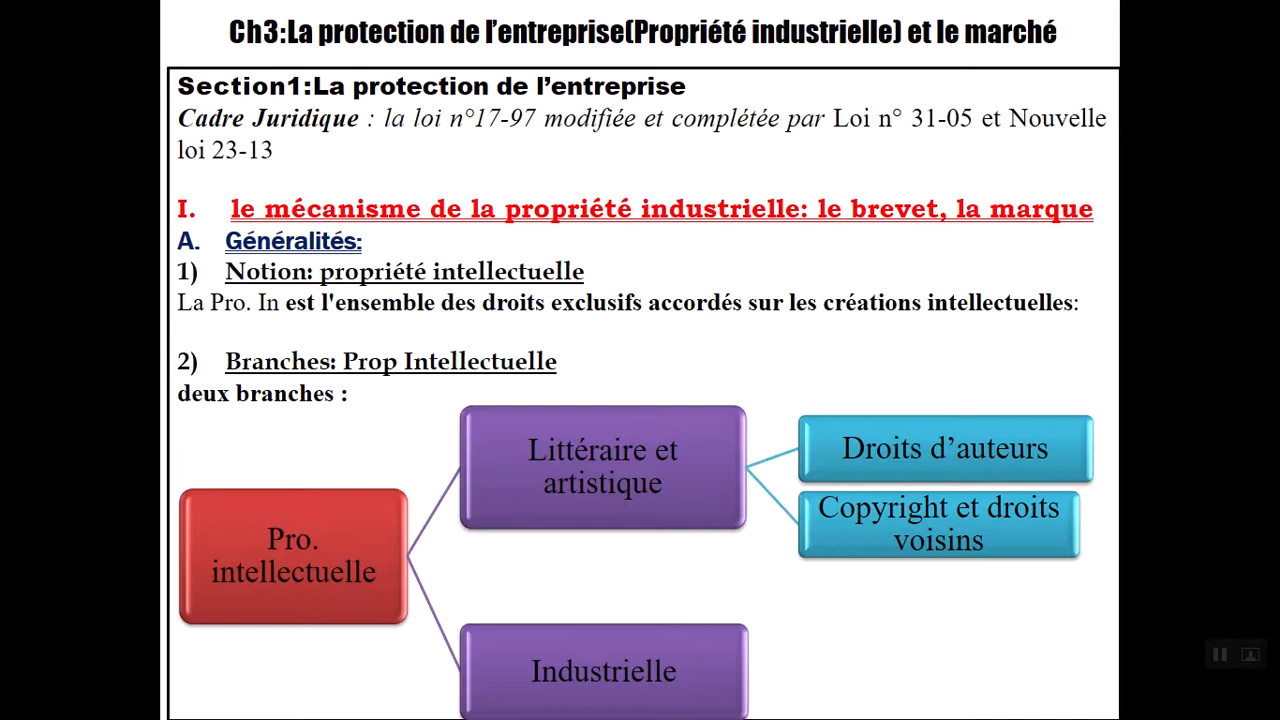 Ch3:La protection de l’entreprise(Propriété industrielle) et le marché
Section1:La protection de l’entreprise
Cadre Juridique : la loi n°17-97 modifiée et complétée par Loi n° 31-05 et Nouvelle
loi 23-13
I. le mécanisme de la propriété industrielle: le brevet, la marque
A. Généralités:
1) Notion: propriété intellectuelle
La Pro. In est l'ensemble des droits exclusifs accordés sur les créations intellectuelles:
2) Branches: Prop Intellectuelle
deux branches :
Pro.
intellectuelle
Littéraire et
artistique
Droits d’auteurs
Copyright et droits
voisins
Industrielle